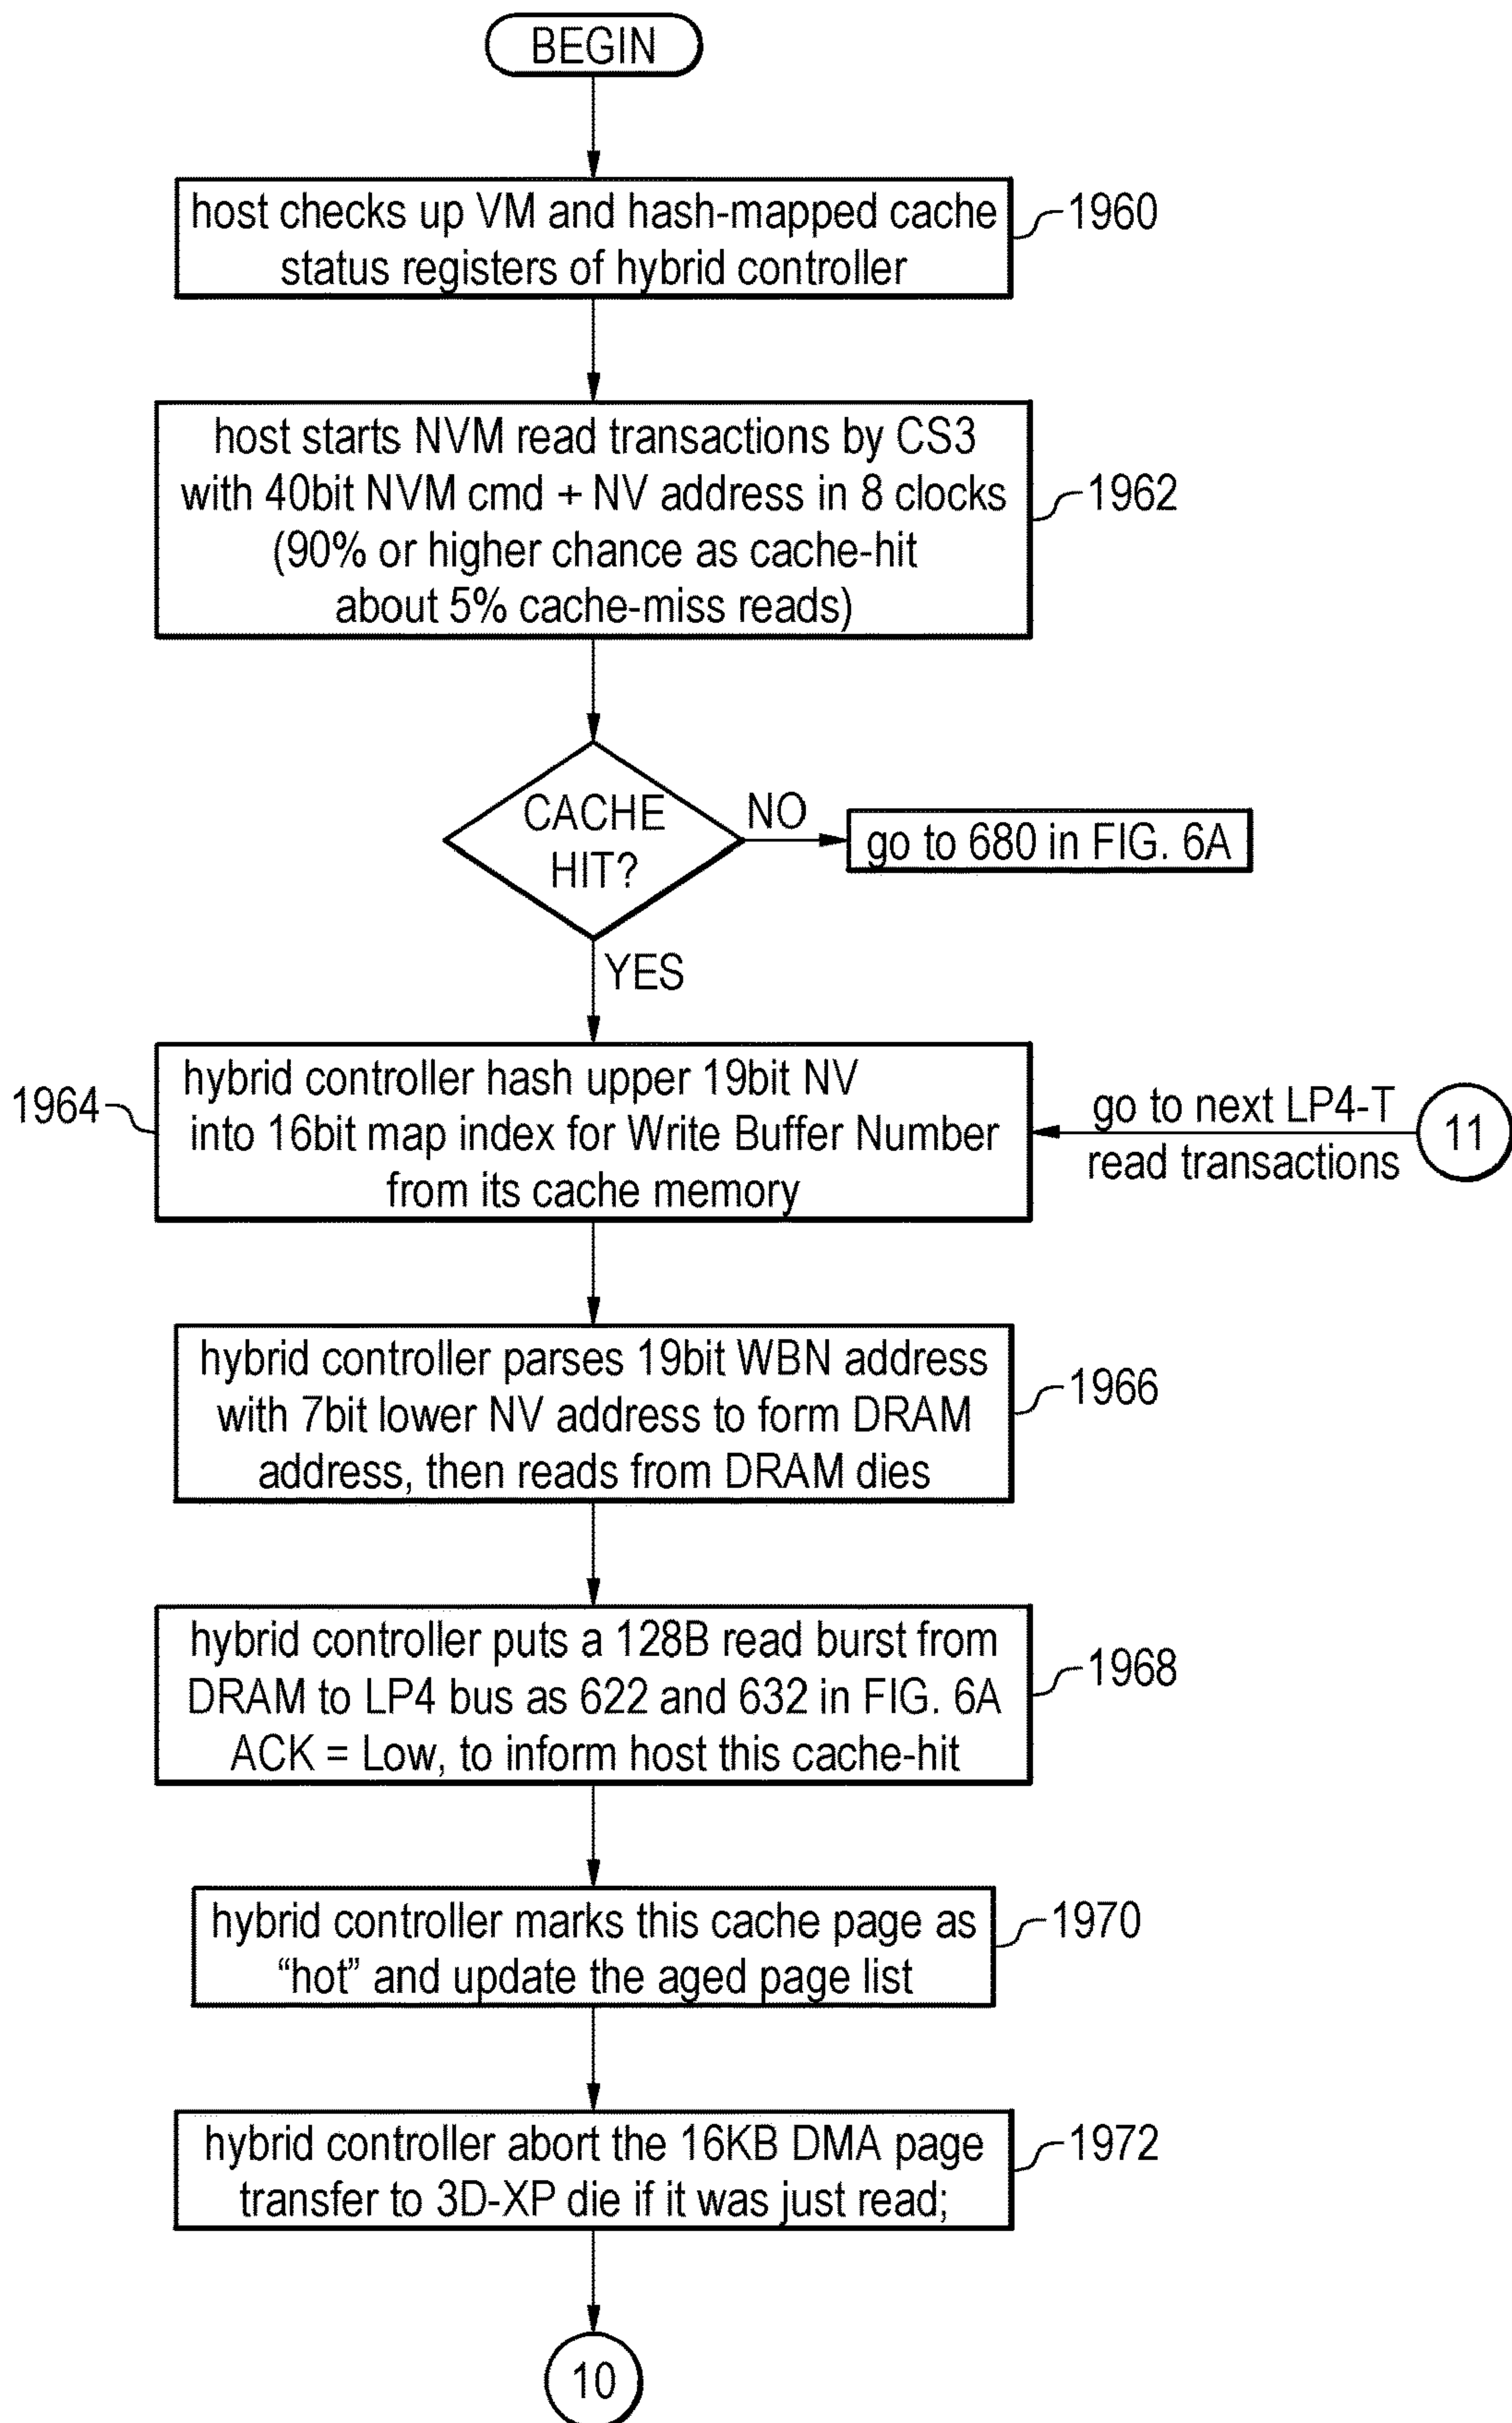 BEGIN
host checks up VM and hash-mapped cache
status registers of hybrid controller
1960
host starts NVM read transactions by CS3
with 40bit NVM cmd + NV address in 8 clocks
(90% or higher chance as cache-hit
about 5% cache-miss reads)
1962
CACHE
HIT?
NO
go to 680 in FIG. 6A
YES
1964
hybrid controller hash upper 19bit NV
into 16bit map index for Write Buffer Number
from its cache memory
go to next LP4-T
read transactions
11
hybrid controller parses 19bit WBN address
with 7bit lower NV address to form DRAM
address, then reads from DRAM dies
1966
hybrid controller puts a 128B read burst from
DRAM to LP4 bus as 622 and 632 in FIG. 6A
ACK = Low, to inform host this cache-hit
1968
hybrid controller marks this cache page as
“hot” and update the aged page list
1970
hybrid controller abort the 16KB DMA page
transfer to 3D-XP die if it was just read;
1972
10